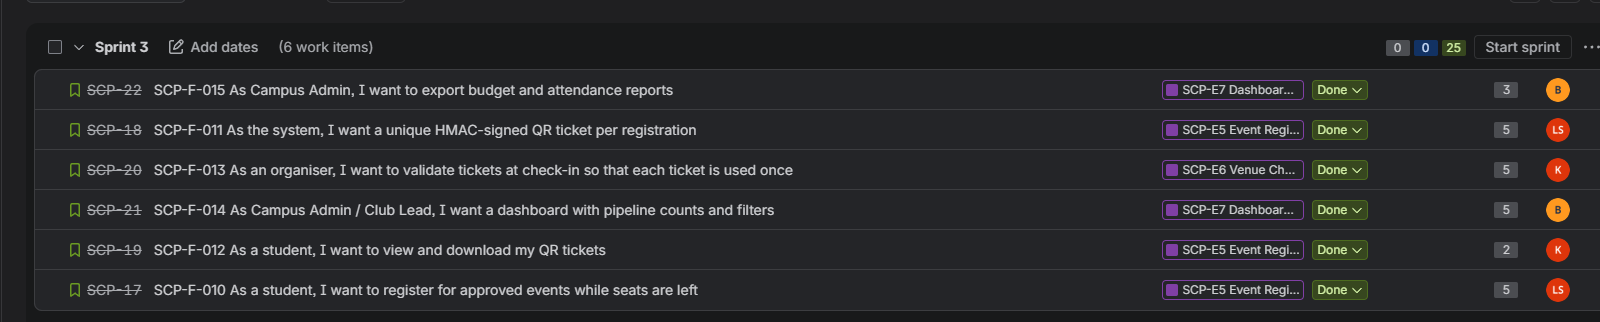 Sprint 3 Add dates (6 work items) 0 0 25 Start sprint ...
SCP-22 SCP-F-015 As Campus Admin, I want to export budget and attendance reports SCP-E7 Dashboar... Done 3 B
SCP-18 SCP-F-011 As the system, I want a unique HMAC-signed QR ticket per registration SCP-E5 Event Regi... Done 5 LS
SCP-20 SCP-F-013 As an organiser, I want to validate tickets at check-in so that each ticket is used once SCP-E6 Venue Ch... Done 5 K
SCP-21 SCP-F-014 As Campus Admin / Club Lead, I want a dashboard with pipeline counts and filters SCP-E7 Dashboar... Done 5 B
SCP-19 SCP-F-012 As a student, I want to view and download my QR tickets SCP-E5 Event Regi... Done 2 K
SCP-17 SCP-F-010 As a student, I want to register for approved events while seats are left SCP-E5 Event Regi... Done 5 LS